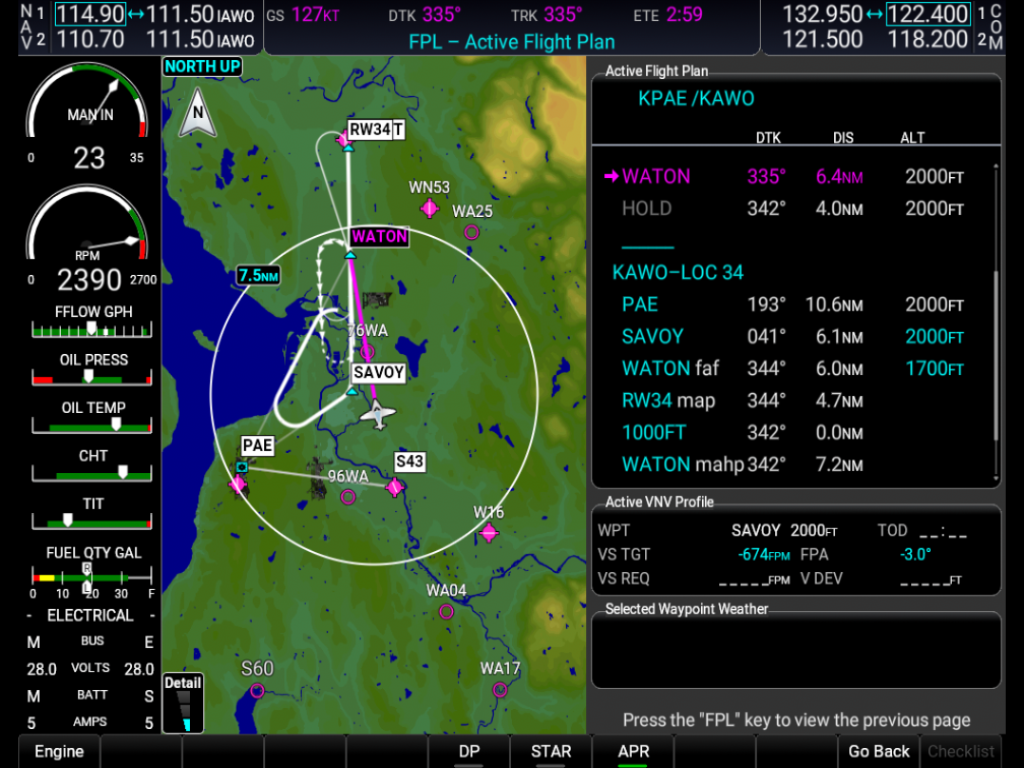 N
A
V
1 114.90 ↔ 111.50 IAWO
2 110.70 111.50 IAWO
GS 127KT DTK 335° TRK 335° ETE 2:59
FPL – Active Flight Plan
132.950 ↔ 122.400 1
121.500 118.200 2
C
O
M
MAN IN
0 23 35
RPM
0 2390 2700
FFLOW GPH
OIL PRESS
OIL TEMP
CHT
TIT
FUEL QTY GAL
R
L
0 10 20 30 F
- ELECTRICAL -
M BUS E
28.0 VOLTS 28.0
M BATT S
5 AMPS 5
NORTH UP
N
RW34 T
WN53
WA25
WATON
7.5NM
76WA
SAVOY
PAE
S43
96WA
W16
WA04
S60
WA17
Detail
Active Flight Plan
KPAE /KAWO
DTK DIS ALT
WATON 335° 6.4NM 2000FT
HOLD 342° 4.0NM 2000FT
KAWO–LOC 34
PAE 193° 10.6NM 2000FT
SAVOY 041° 6.1NM 2000FT
WATON faf 344° 6.0NM 1700FT
RW34 map 344° 4.7NM
1000FT 342° 0.0NM
WATON mahp 342° 7.2NM
Active VNV Profile
WPT SAVOY 2000FT TOD __:__
VS TGT -674FPM FPA -3.0°
VS REQ _____FPM V DEV _____FT
Selected Waypoint Weather
Press the "FPL" key to view the previous page
Engine DP STAR APR Go Back Checklist